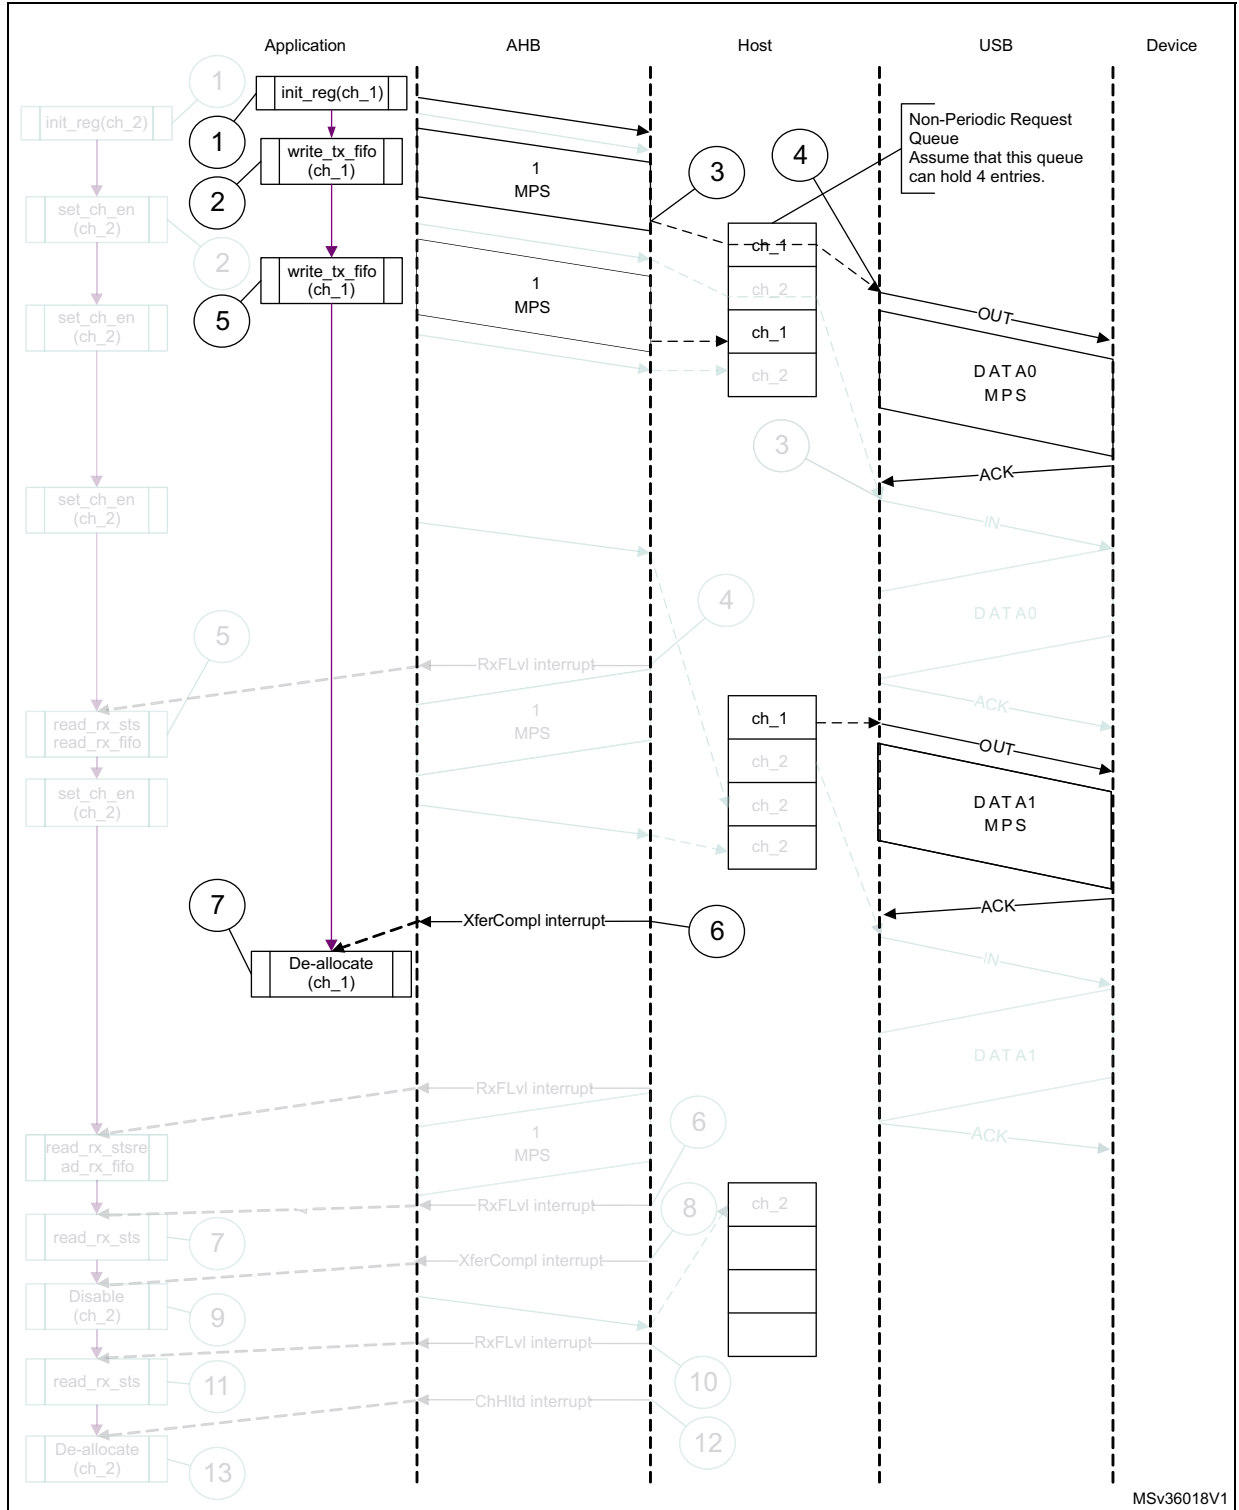 Application
AHB
Host
USB
Device
1
init_reg(ch_1)
init_reg(ch_2)
1
Non-Periodic Request
Queue
Assume that this queue
can hold 4 entries.
write_tx_fifo
(ch_1)
1
MPS
3
4
2
set_ch_en
(ch_2)
2
ch_1
write_tx_fifo
(ch_1)
1
MPS
ch_2
5
set_ch_en
(ch_2)
OUT
ch_1
ch_2
DATA0
MPS
3
ACK
set_ch_en
(ch_2)
IN
4
DATA0
5
RxFLvl interrupt
ACK
read_rx_sts
read_rx_fifo
1
MPS
ch_1
OUT
set_ch_en
(ch_2)
ch_2
ch_2
DATA1
MPS
ch_2
7
ACK
XferCompl interrupt
6
De-allocate
(ch_1)
IN
DATA1
RxFLvl interrupt
6
read_rx_stsre
ad_rx_fifo
1
MPS
ACK
RxFLvl interrupt
8
ch_2
read_rx_sts
7
XferCompl interrupt
Disable
(ch_2)
9
RxFLvl interrupt
read_rx_sts
11
10
ChHltd interrupt
De-allocate
(ch_2)
12
13
MSv36018V1